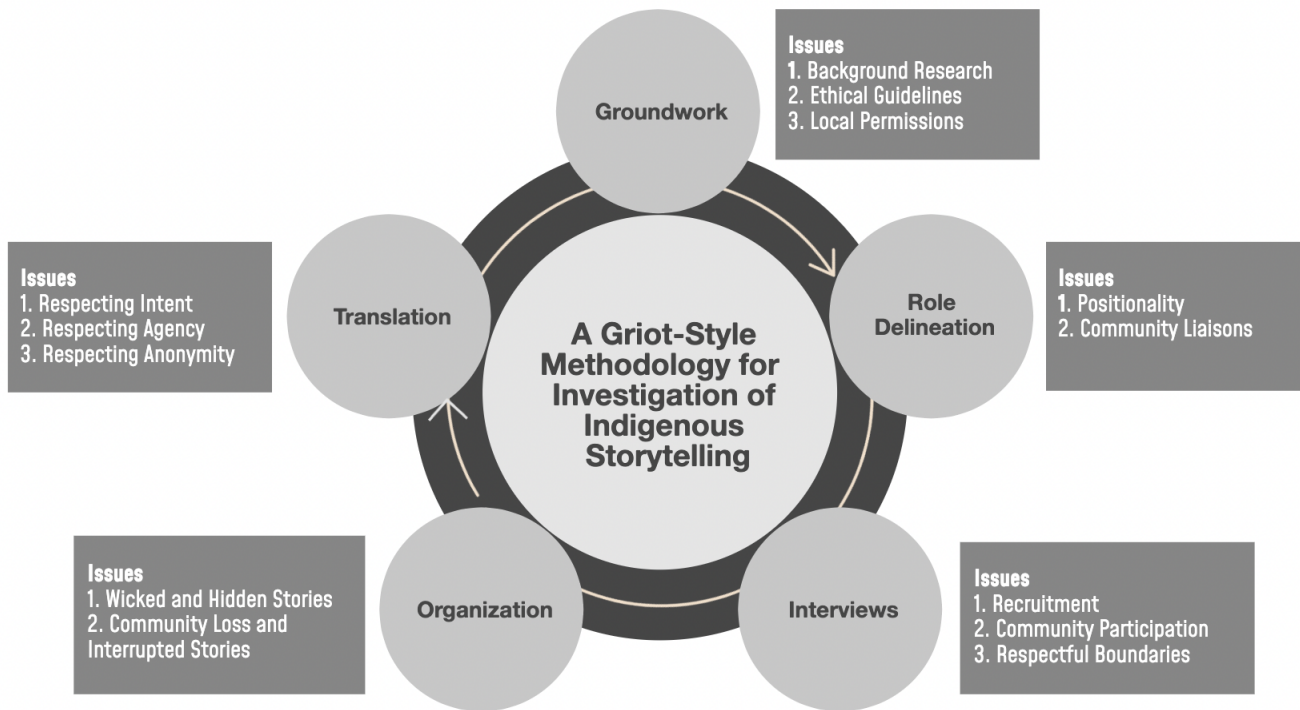 Groundwork
Issues
1. Background Research
2. Ethical Guidelines
3. Local Permissions
Role
Delineation
Issues
1. Positionality
2. Community Liaisons
Interviews
Issues
1. Recruitment
2. Community Participation
3. Respectful Boundaries
Organization
Issues
1. Wicked and Hidden Stories
2. Community Loss and
Interrupted Stories
Translation
Issues
1. Respecting Intent
2. Respecting Agency
3. Respecting Anonymity
A Griot-Style
Methodology for
Investigation of
Indigenous
Storytelling